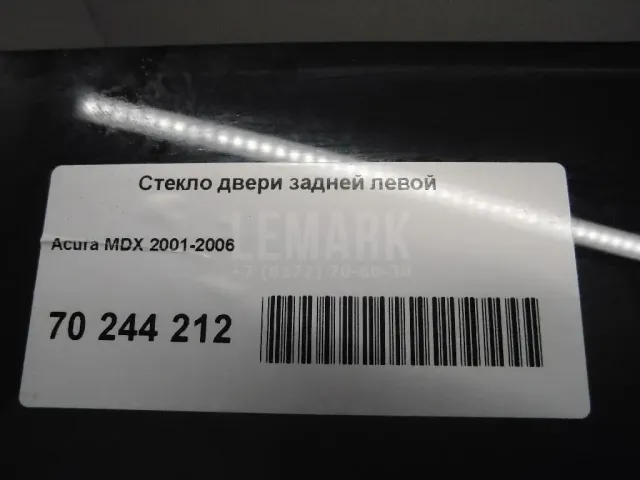 Стекло двери задней левой
LEMARK
Acura MDX 2001-2006
70 244 212